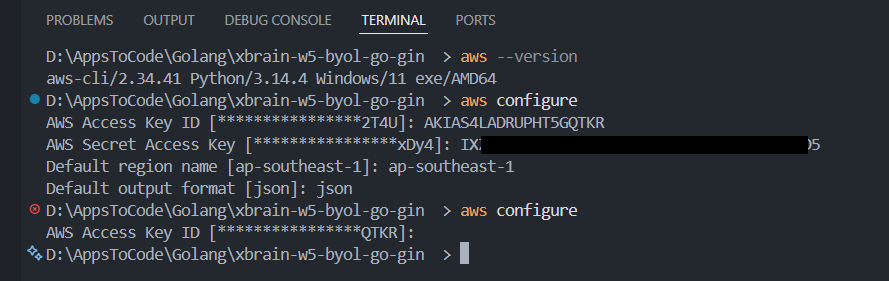 PROBLEMS OUTPUT DEBUG CONSOLE TERMINAL PORTS
D:\AppsToCode\Golang\xbrain-w5-byol-go-gin > aws --version
aws-cli/2.34.41 Python/3.14.4 Windows/11 exe/AMD64
D:\AppsToCode\Golang\xbrain-w5-byol-go-gin > aws configure
AWS Access Key ID [****************2T4U]: AKIAS4LADRUPHT5GQTKR
AWS Secret Access Key [****************xDy4]:
Default region name [ap-southeast-1]: ap-southeast-1
Default output format [json]: json
D:\AppsToCode\Golang\xbrain-w5-byol-go-gin > aws configure
AWS Access Key ID [****************QTKR]:
D:\AppsToCode\Golang\xbrain-w5-byol-go-gin >